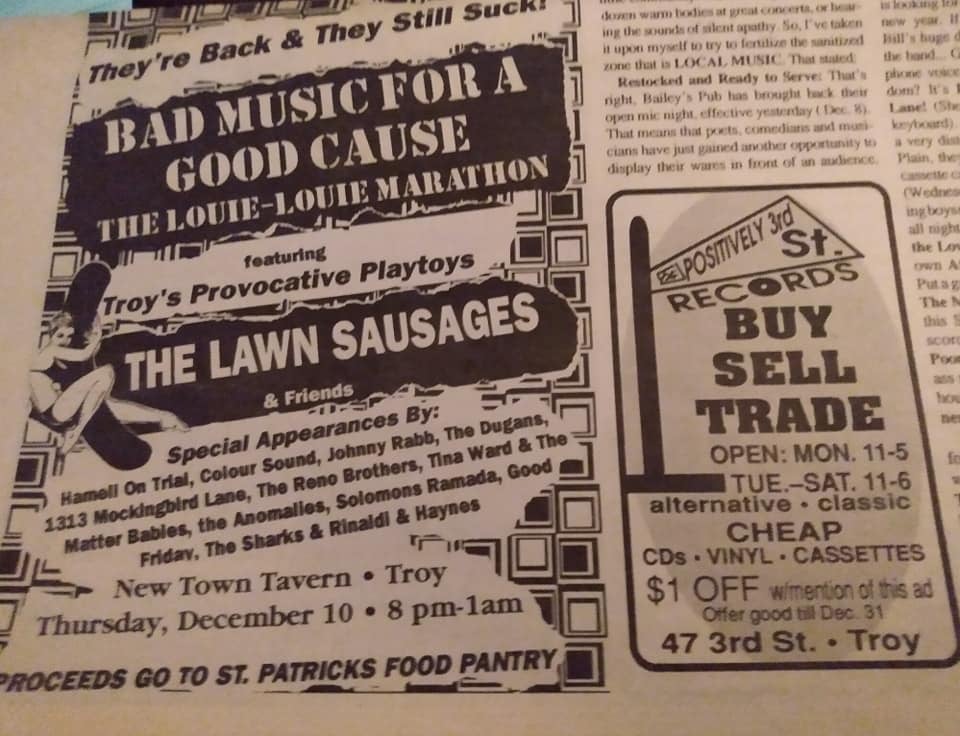 They're Back & They Still Suck!
BAD MUSIC FOR A
GOOD CAUSE
THE LOUIE-LOUIE MARATHON
featuring
Troy's Provocative Playtoys
THE LAWN SAUSAGES
& Friends
Special Appearances By:
Hamell On Trial, Colour Sound, Johnny Rabb, The Dugans,
1313 Mockingbird Lane, The Reno Brothers, Tina Ward & The
Matter Babies, the Anomalies, Solomons Ramada, Good
Friday, The Sharks & Rinaldi & Haynes
New Town Tavern • Troy
Thursday, December 10 • 8 pm-1am
PROCEEDS GO TO ST. PATRICKS FOOD PANTRY
dozen warm bodies at great concerts, or hear-
ing the sounds of silent apathy. So, I've taken
it upon myself to try to fertilize the sanitized
zone that is LOCAL MUSIC. That stated:
Restocked and Ready to Serve: That's
right, Bailey's Pub has brought back their
open mic night, effective yesterday (Dec. 8).
That means that poets, comedians and musi-
cians have just gained another opportunity to
display their wares in front of an audience.
POSITIVELY 3rd
St.
RECORDS
BUY
SELL
TRADE
OPEN: MON. 11-5
TUE.–SAT. 11-6
alternative • classic
CHEAP
CDs • VINYL • CASSETTES
$1 OFF w/mention of this ad
Offer good till Dec. 31
47 3rd St. • Troy
is looking for
new year. If
Bill's huge d
the band... G
phone voice
dom? It's
Lane! (She
keyboard).
a very dist
Plain, they
cassette c
(Wednes
ing boys
all night
the Lov
own A
Put a g
The N
this S
score
Poor
ass
hou
ne